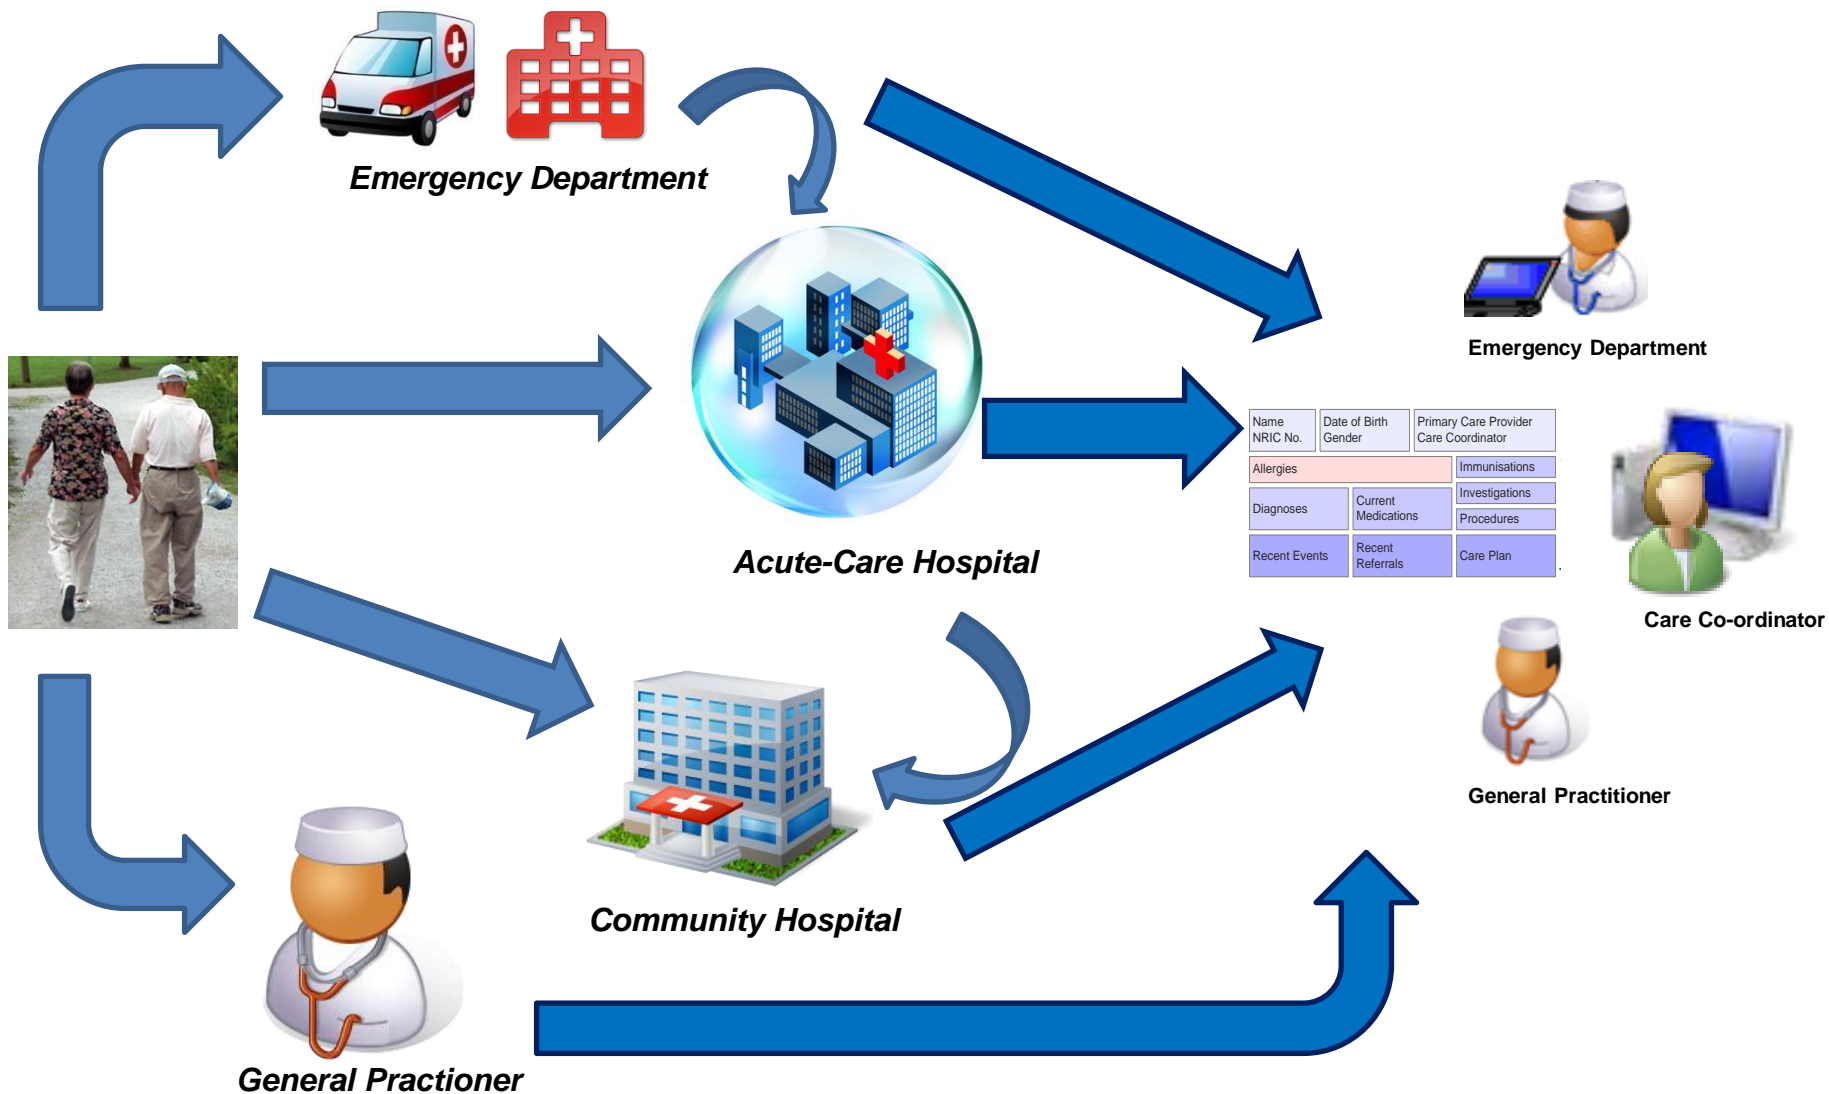 Emergency Department
Acute-Care Hospital
Community Hospital
General Practioner
Emergency Department
Name
NRIC No.
Date of Birth
Gender
Primary Care Provider
Care Coordinator
Allergies
Immunisations
Diagnoses
Current
Medications
Investigations
Procedures
Recent Events
Recent
Referrals
Care Plan
Care Co-ordinator
General Practitioner